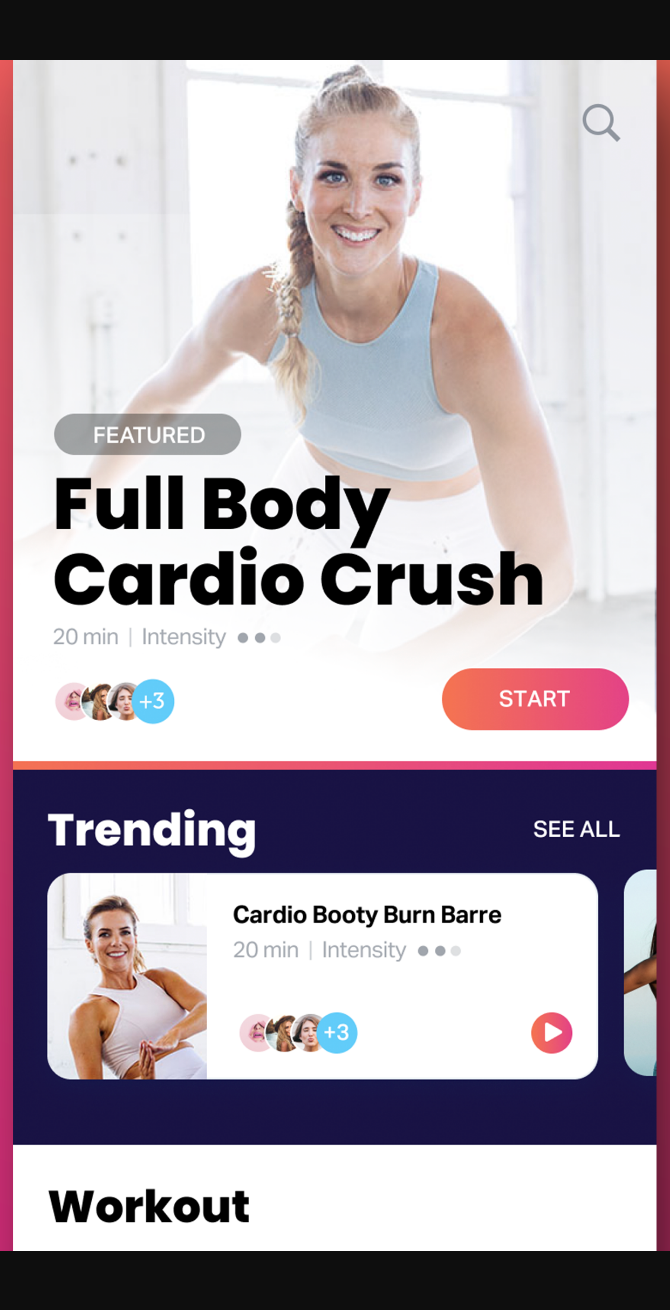 FEATURED
Full Body
Cardio Crush
20 min | Intensity
+3
START
Trending
SEE ALL
Cardio Booty Burn Barre
20 min | Intensity
+3
Workout